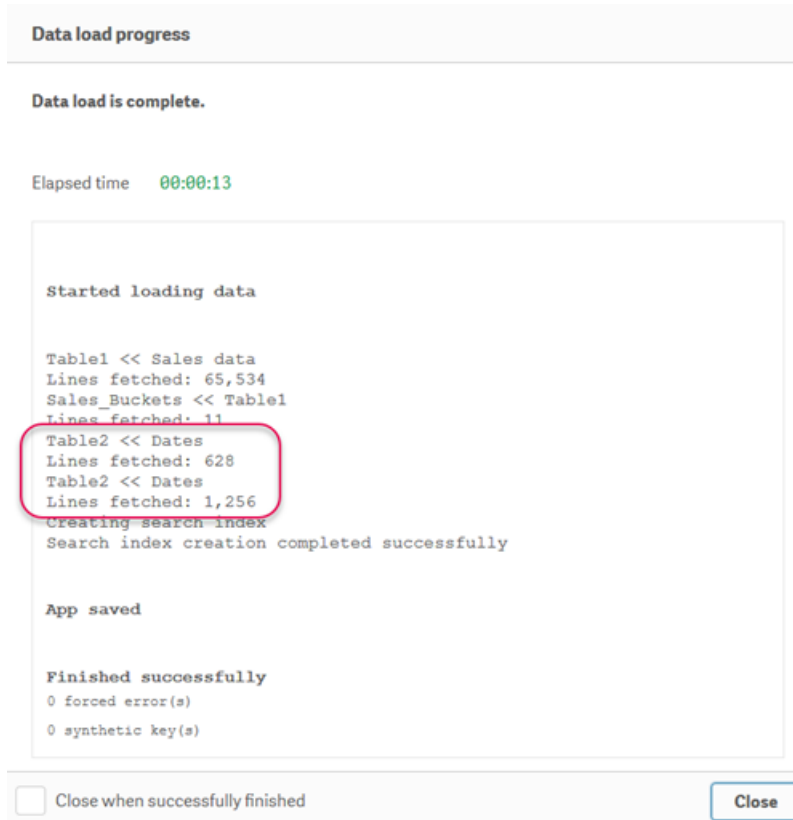 Data load progress
Data load is complete.
Elapsed time 00:00:13
Started loading data
Table1 << Sales data
Lines fetched: 65,534
Sales_Buckets << Table1
Lines fetched: 11
Table2 << Dates
Lines fetched: 628
Table2 << Dates
Lines fetched: 1,256
Creating search index
Search index creation completed successfully
App saved
Finished successfully
0 forced error(s)
0 synthetic key(s)
Close when successfully finished
Close